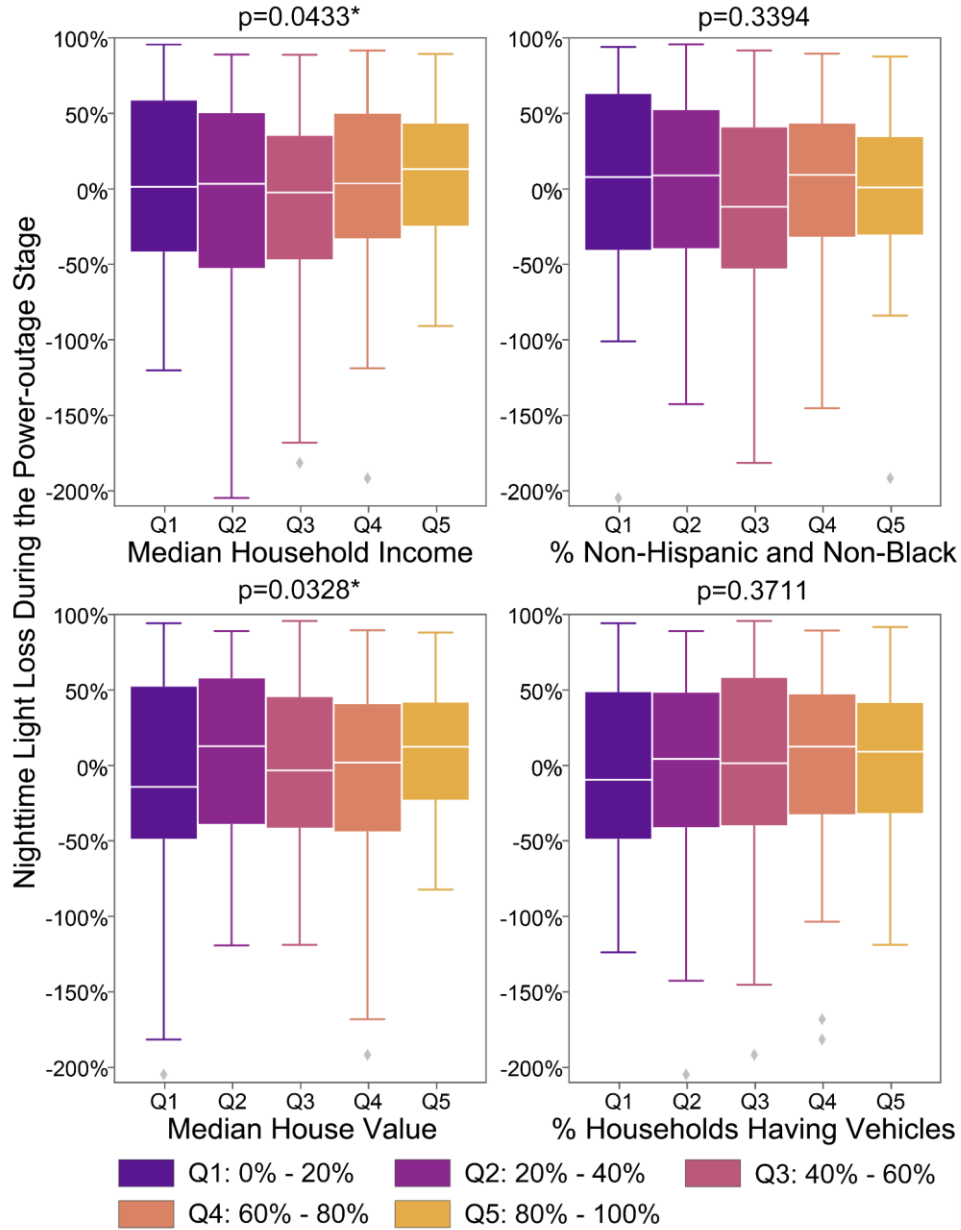 Nighttime Light Loss During the Power-outage Stage
p=0.0433*
100%
50%
0%
-50%
-100%
-150%
-200%
Q1 Q2 Q3 Q4 Q5
Median Household Income
p=0.3394
100%
50%
0%
-50%
-100%
-150%
-200%
Q1 Q2 Q3 Q4 Q5
% Non-Hispanic and Non-Black
p=0.0328*
100%
50%
0%
-50%
-100%
-150%
-200%
Q1 Q2 Q3 Q4 Q5
Median House Value
p=0.3711
100%
50%
0%
-50%
-100%
-150%
-200%
Q1 Q2 Q3 Q4 Q5
% Households Having Vehicles
Q1: 0% - 20% Q2: 20% - 40% Q3: 40% - 60%
Q4: 60% - 80% Q5: 80% - 100%